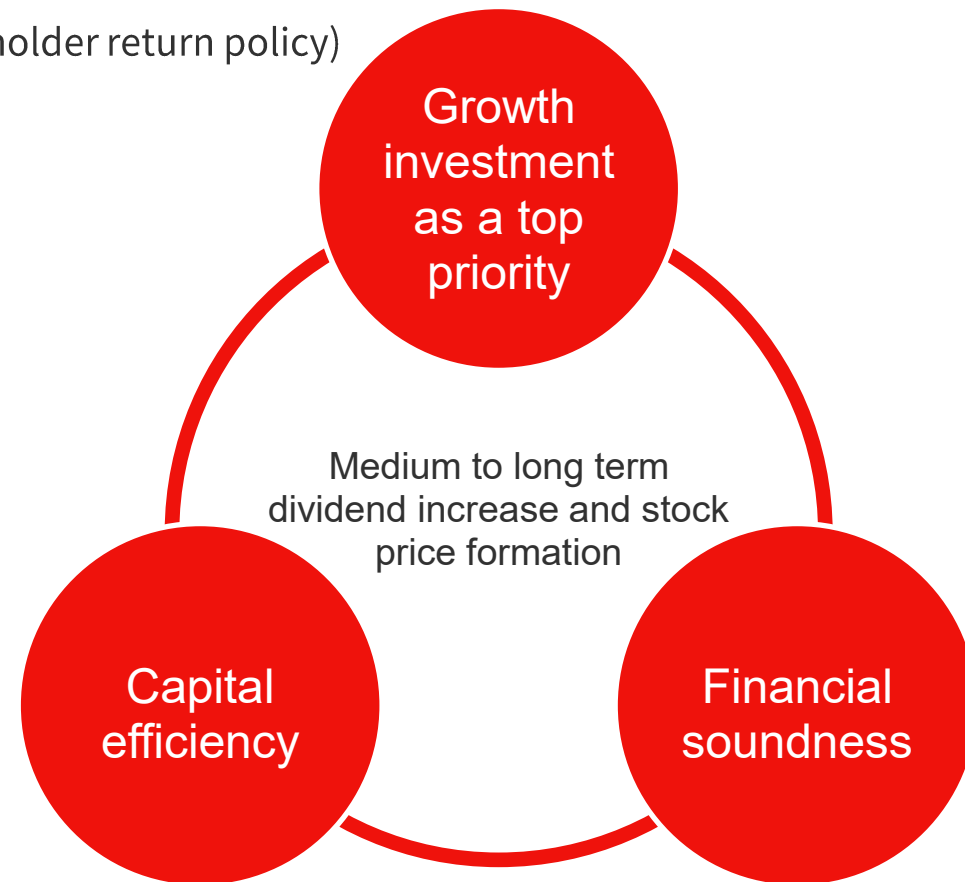 holder return policy)
Growth
investment
as a top
priority
Medium to long term
dividend increase and stock
price formation
Capital
efficiency
Financial
soundness